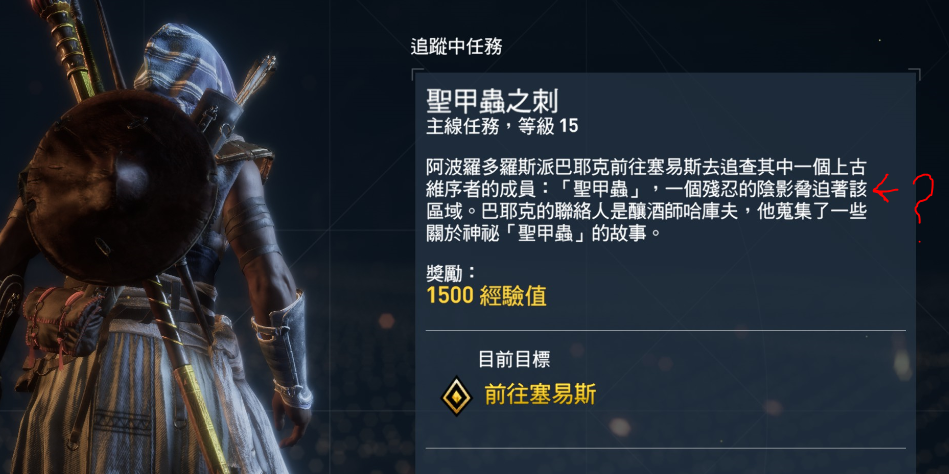 追蹤中任務
聖甲蟲之刺
主線任務，等級 15
阿波羅多羅斯派巴耶克前往塞易斯去追查其中一個上古
維序者的成員：「聖甲蟲」，一個殘忍的陰影脅迫著該
區域。巴耶克的聯絡人是釀酒師哈庫夫，他蒐集了一些
關於神祕「聖甲蟲」的故事。
獎勵：
1500 經驗值
目前目標
前往塞易斯
?